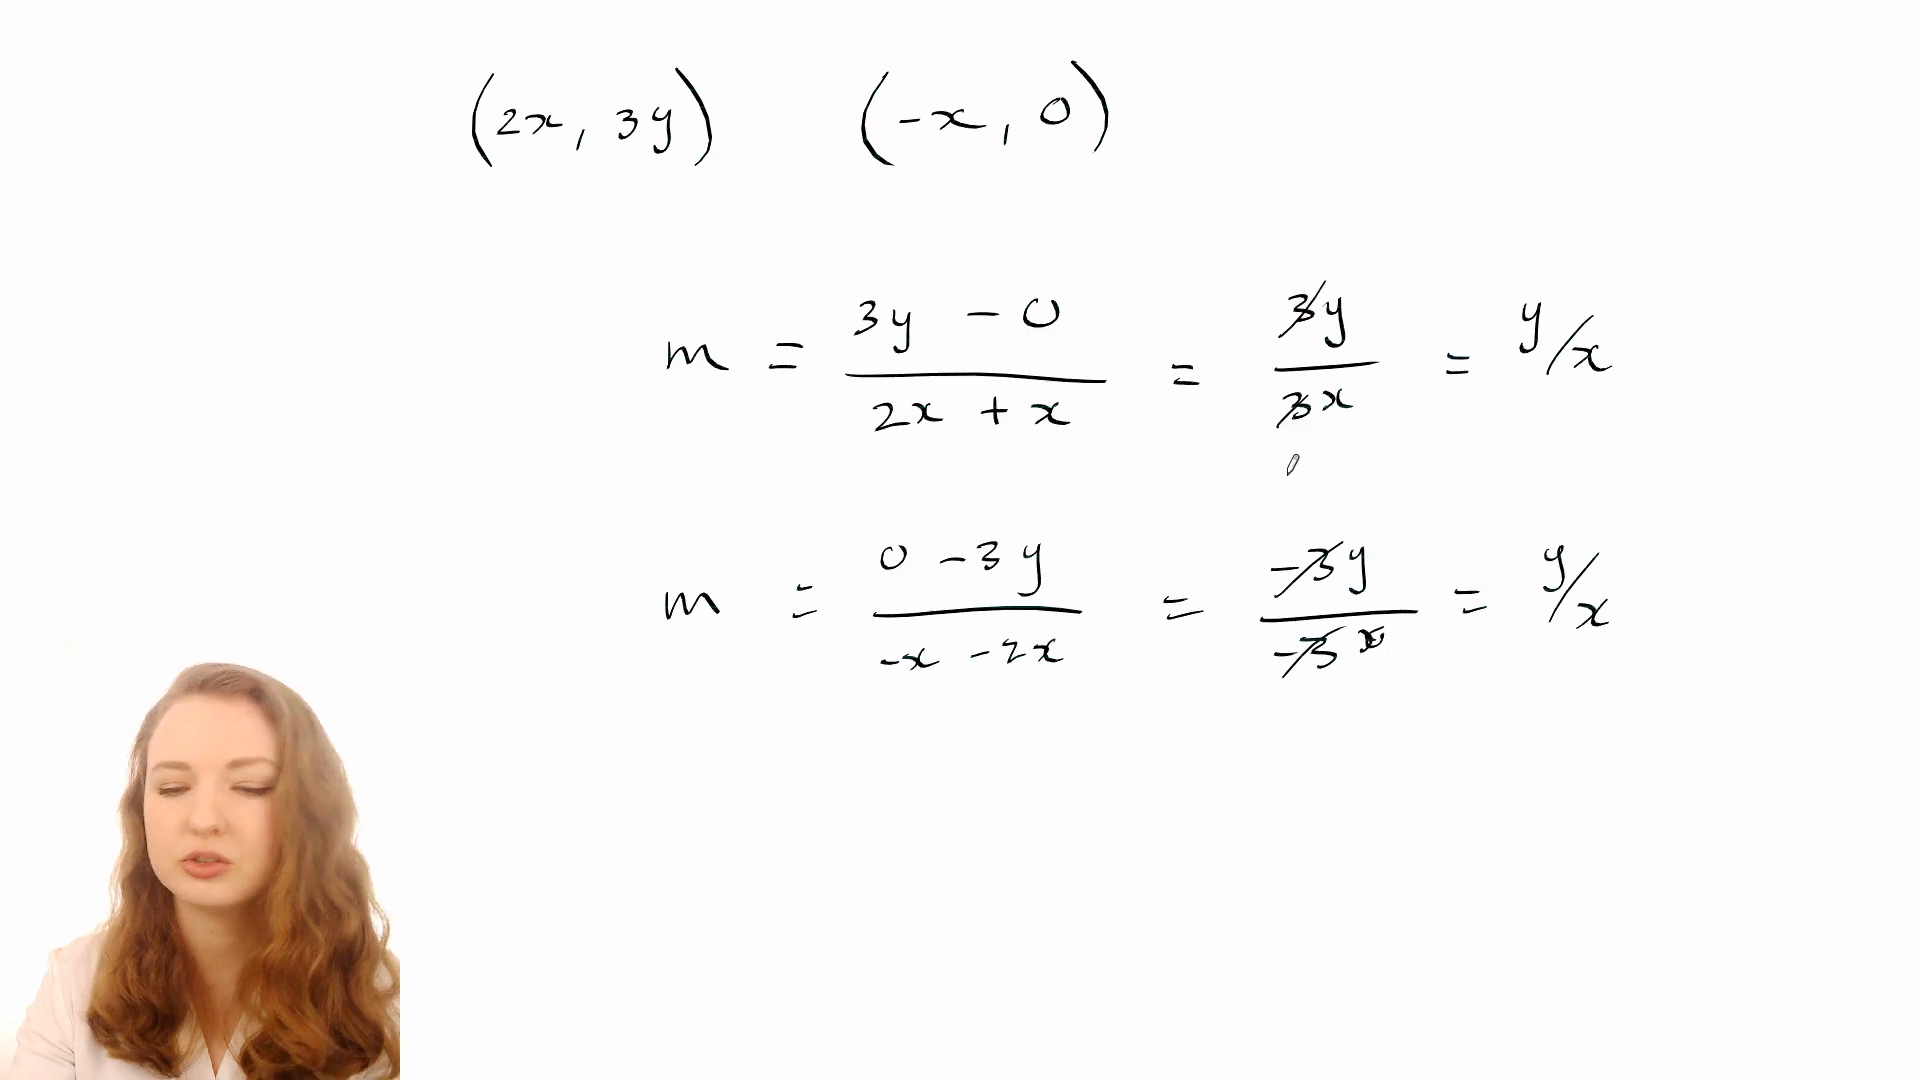 (2x, 3y) (-x, 0)
m = 3y - 0 / 2x + x = 3y / 3x = y/x
m = 0 - 3y / -x - 2x = -3y / -3x = y/x